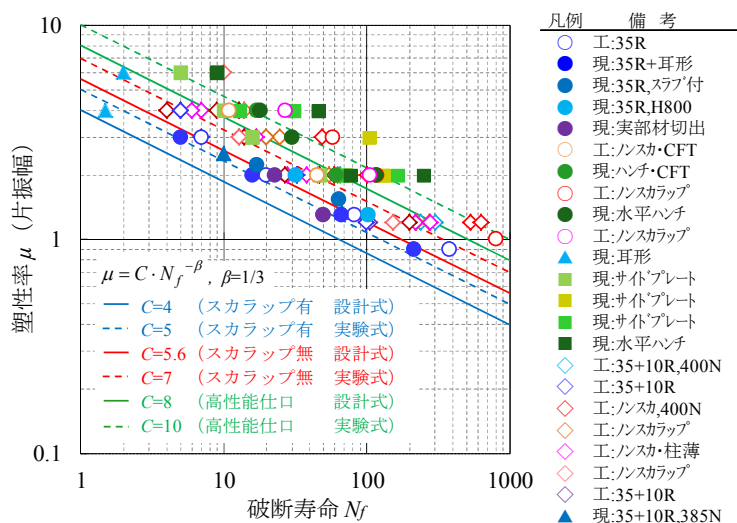 10
1
0.1
塑性率 μ（片振幅）
μ = C・N_f^{-β} , β=1/3
C=4 （スカラップ有 設計式）
C=5 （スカラップ有 実験式）
C=5.6（スカラップ無 設計式）
C=7 （スカラップ無 実験式）
C=8 （高性能仕口 設計式）
C=10 （高性能仕口 実験式）
1 10 100 1000
破断寿命 Nf
凡例 備 考
工:35R
現:35R+耳形
現:35R,スラブ付
現:35R,H800
現:実部材切出
工:ノンスカ・CFT
現:ハンチ・CFT
工:ノンスカラップ
現:水平ハンチ
工:ノンスカラップ
現:耳形
現:サイドプレート
現:サイドプレート
現:サイドプレート
現:水平ハンチ
工:35+10R,400N
工:35+10R
工:ノンスカ,400N
工:ノンスカラップ
工:ノンスカ・柱薄
工:ノンスカラップ
工:35+10R
現:35+10R,385N